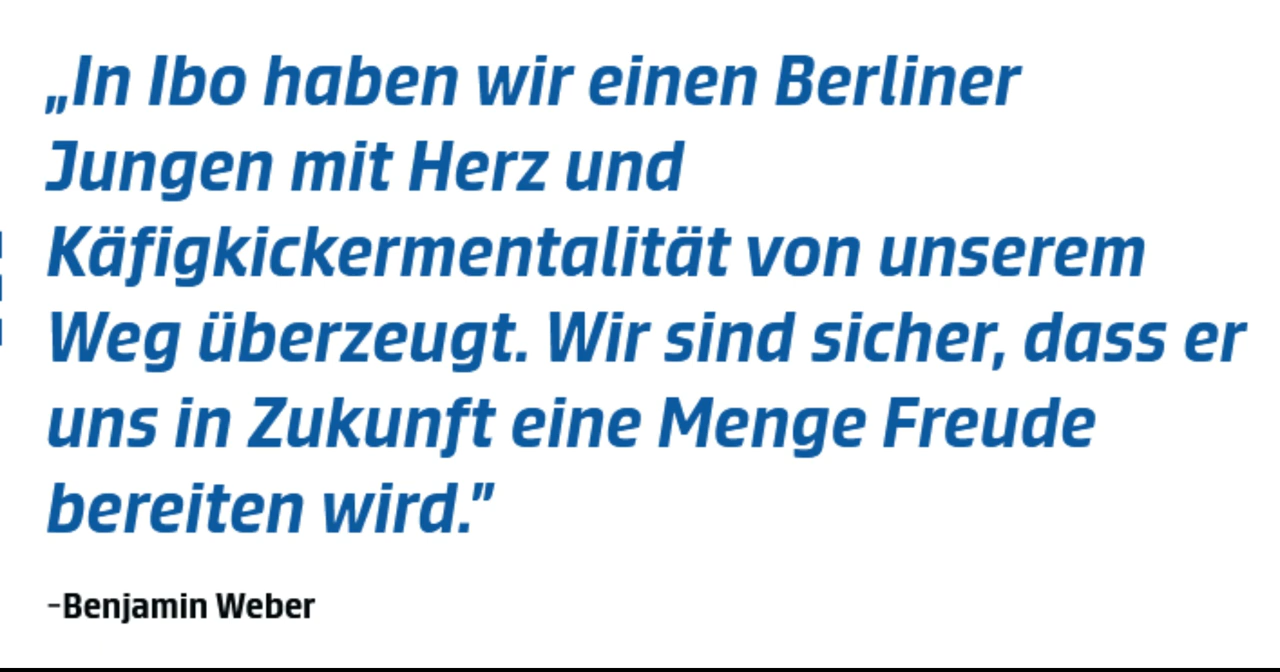 „In Ibo haben wir einen Berliner
Jungen mit Herz und
Käfigkickermentalität von unserem
Weg überzeugt. Wir sind sicher, dass er
uns in Zukunft eine Menge Freude
bereiten wird.”
–Benjamin Weber